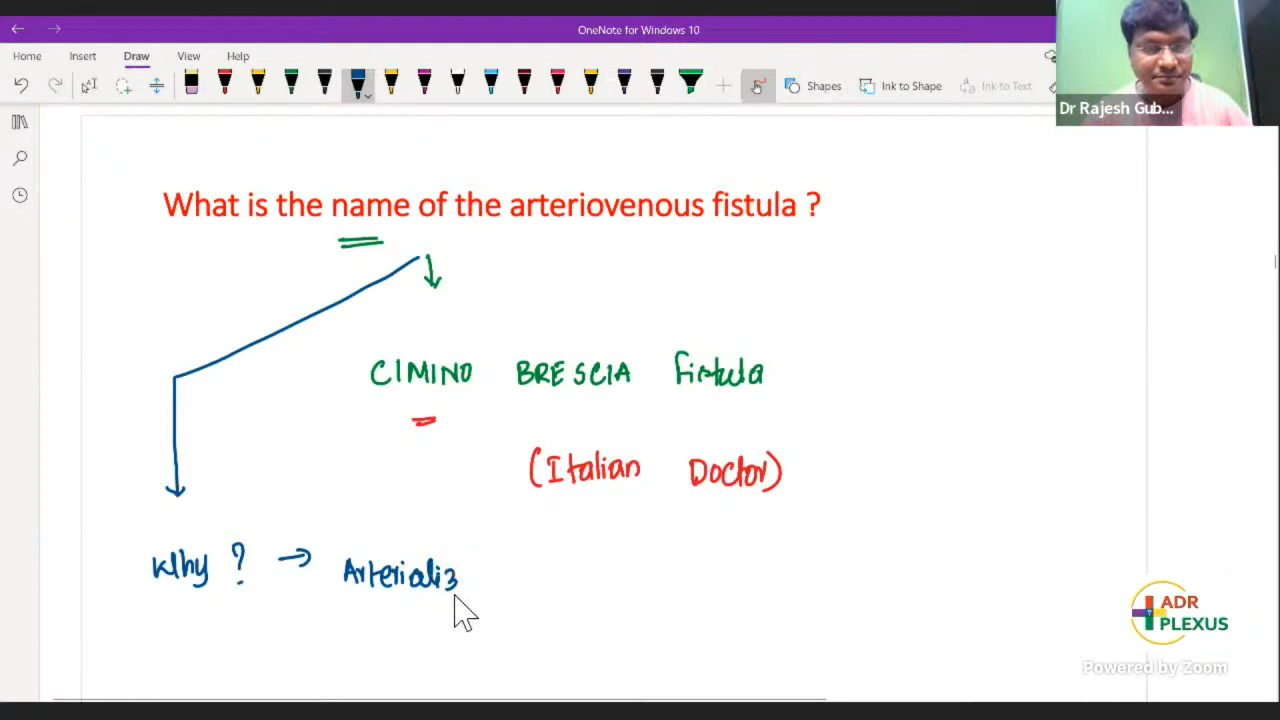 OneNote for Windows 10
Home Insert Draw View Help
Shapes Ink to Shape Ink to Text
Dr Rajesh Gub...
What is the name of the arteriovenous fistula ?
CIMINO BRESCIA fistula
(Italian Doctor)
Why ? → Arterializ
ADR
PLEXUS
Powered by Zoom